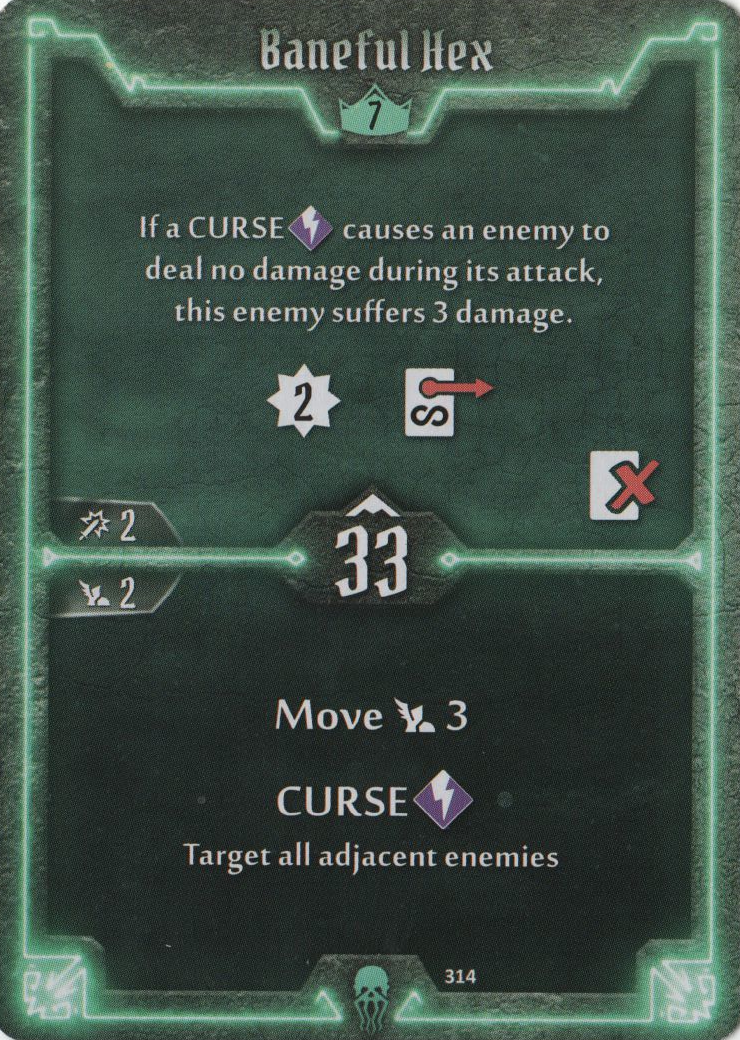 Baneful Hex
7
If a CURSE causes an enemy to
deal no damage during its attack,
this enemy suffers 3 damage.
2
2
33
2
Move 3
CURSE
Target all adjacent enemies
314